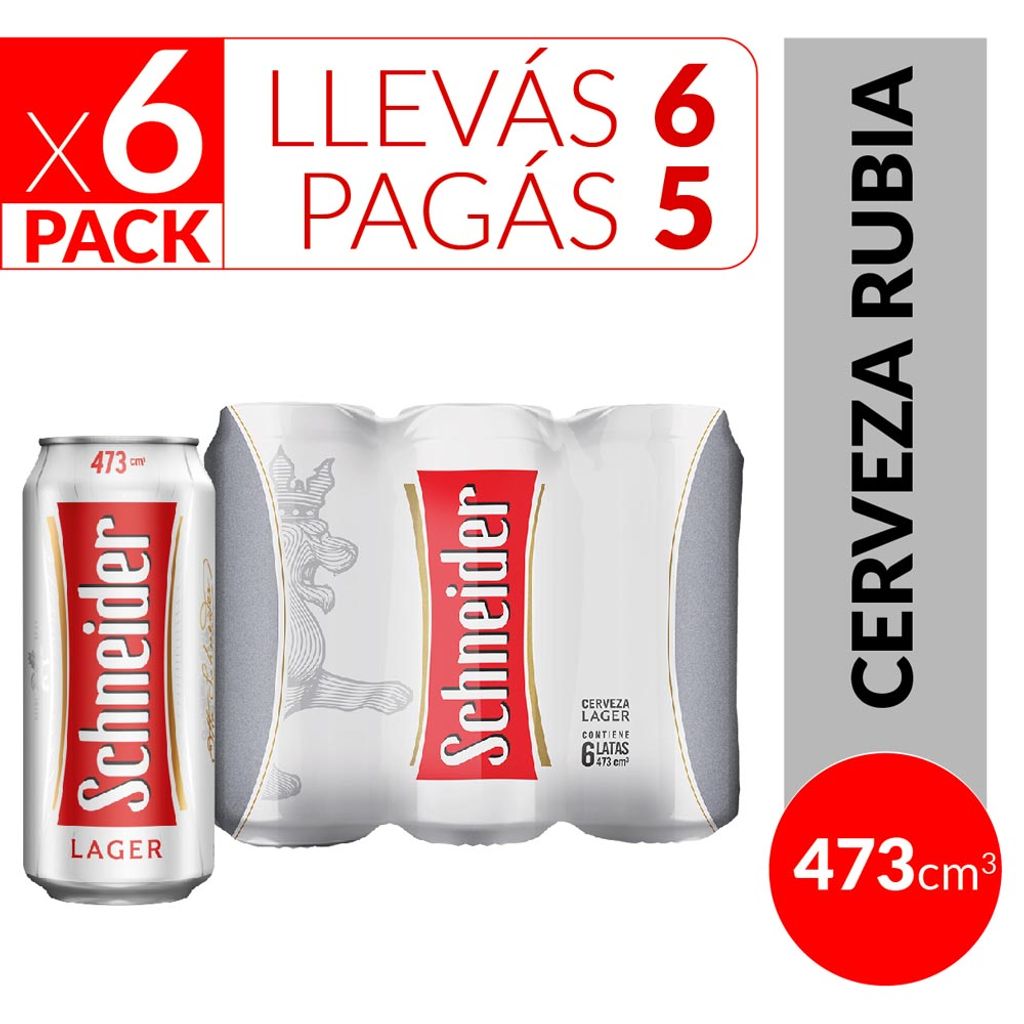 x6
PACK
LLEVÁS 6
PAGÁS 5
CERVEZA RUBIA
473 cm³
Schneider
LAGER
Schneider
CERVEZA
LAGER
CONTIENE
6 LATAS
473 cm³
473cm³